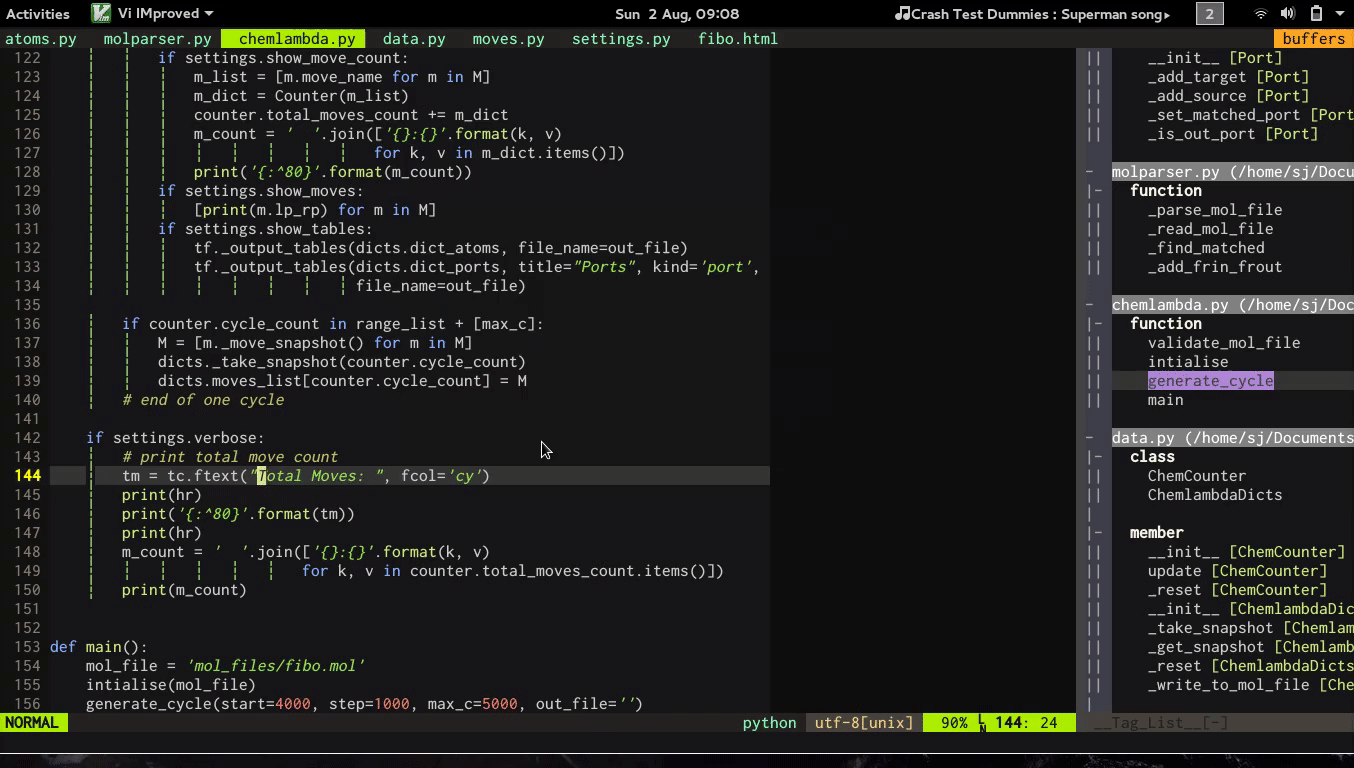 Activities Vi IMproved Sun 2 Aug, 09:08 Crash Test Dummies : Superman song 2
atoms.py molparser.py chemlambda.py data.py moves.py settings.py fibo.html buffers
122 if settings.show_move_count:
123 m_list = [m.move_name for m in M]
124 m_dict = Counter(m_list)
125 counter.total_moves_count += m_dict
126 m_count = '  '.join(['{}:{}'.format(k, v)
127 for k, v in m_dict.items()])
128 print('{:^80}'.format(m_count))
129 if settings.show_moves:
130 [print(m.lp_rp) for m in M]
131 if settings.show_tables:
132 tf._output_tables(dicts.dict_atoms, file_name=out_file)
133 tf._output_tables(dicts.dict_ports, title="Ports", kind='port',
134 file_name=out_file)
135
136 if counter.cycle_count in range_list + [max_c]:
137 M = [m._move_snapshot() for m in M]
138 dicts._take_snapshot(counter.cycle_count)
139 dicts.moves_list[counter.cycle_count] = M
140 # end of one cycle
141
142 if settings.verbose:
143 # print total move count
144 tm = tc.ftext("Total Moves: ", fcol='cy')
145 print(hr)
146 print('{:^80}'.format(tm))
147 print(hr)
148 m_count = '  '.join(['{}:{}'.format(k, v)
149 for k, v in counter.total_moves_count.items()])
150 print(m_count)
151
152
153 def main():
154 mol_file = 'mol_files/fibo.mol'
155 intialise(mol_file)
156 generate_cycle(start=4000, step=1000, max_c=5000, out_file='')
|| __init__ [Port]
|| _add_target [Port]
|| _add_source [Port]
|| _set_matched_port [Port
|| _is_out_port [Port]
||
- molparser.py (/home/sj/Docu
|- function
|| _parse_mol_file
|| _read_mol_file
|| _find_matched
|| _add_frin_frout
||
- chemlambda.py (/home/sj/Doc
|- function
|| validate_mol_file
|| intialise
|| generate_cycle
|| main
||
- data.py (/home/sj/Documents
|- class
|| ChemCounter
|| ChemlambdaDicts
||
|- member
|| __init__ [ChemCounter]
|| update [ChemCounter]
|| _reset [ChemCounter]
|| __init__ [ChemlambdaDic
|| _take_snapshot [Chemlam
|| _get_snapshot [Chemlamb
|| _reset [ChemlambdaDicts
|| _write_to_mol_file [Che
|
NORMAL python utf-8[unix] 90% 144: 24 __Tag_List__[-]